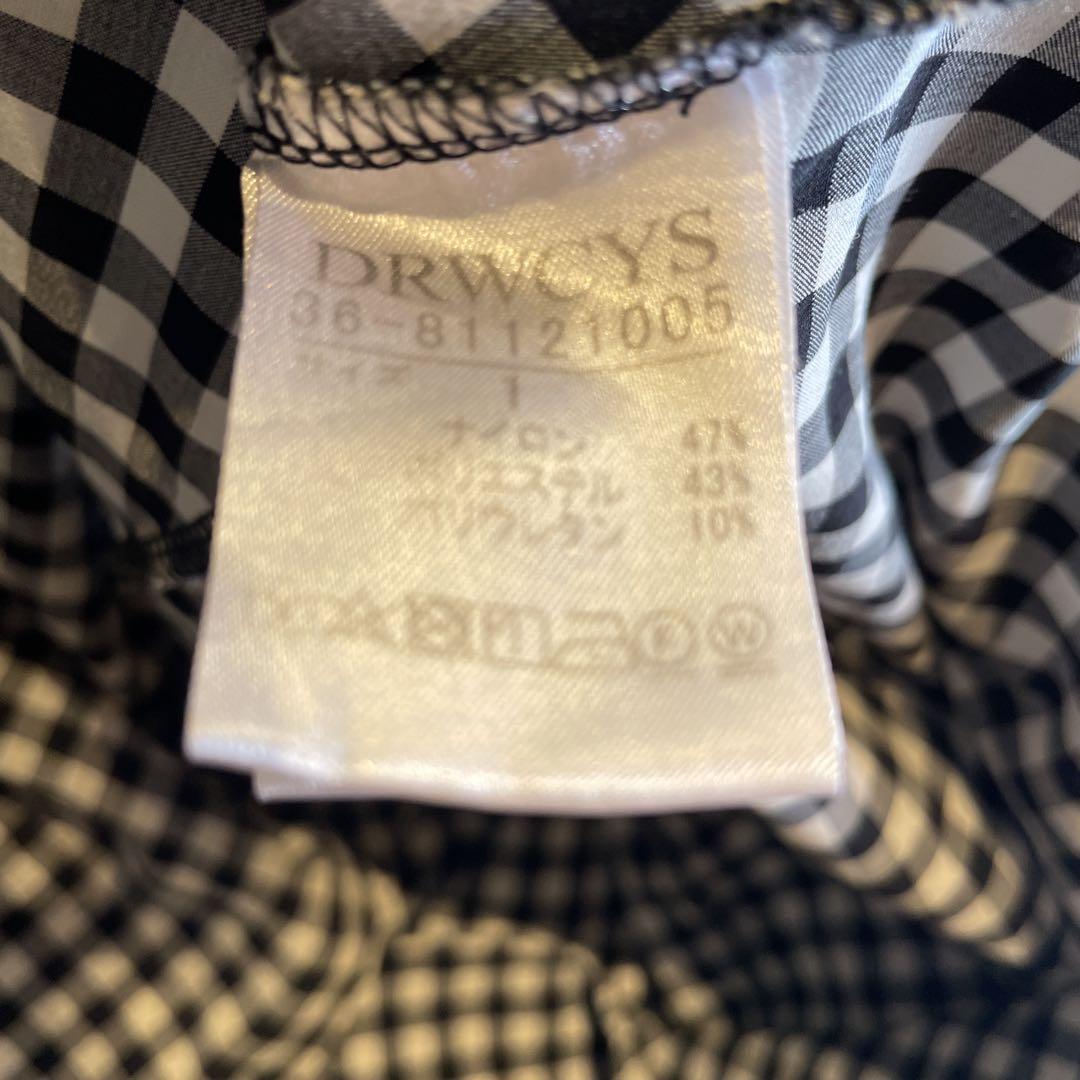 DRWCYS
36-81121005
サイズ 1
ナイロン 47%
ポリエステル 43%
ポリウレタン 10%
F W